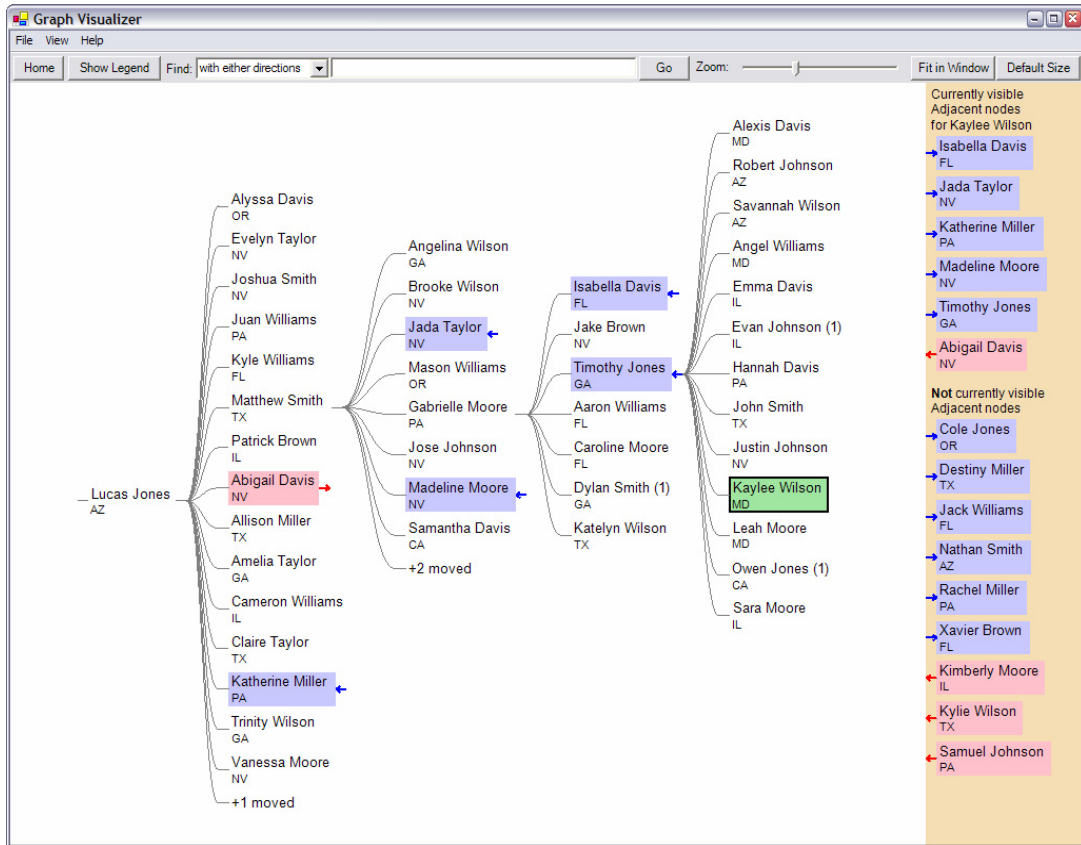 Graph Visualizer
File View Help
Home Show Legend Find: with either directions Go Zoom: Fit in Window Default Size
Lucas Jones
AZ
Alyssa Davis
OR
Evelyn Taylor
NV
Joshua Smith
NV
Juan Williams
PA
Kyle Williams
FL
Matthew Smith
TX
Patrick Brown
IL
Abigail Davis
NV
Allison Miller
TX
Amelia Taylor
GA
Cameron Williams
IL
Claire Taylor
TX
Katherine Miller
PA
Trinity Wilson
GA
Vanessa Moore
NV
+1 moved
Angelina Wilson
GA
Brooke Wilson
NV
Jada Taylor
NV
Mason Williams
OR
Gabrielle Moore
PA
Jose Johnson
NV
Madeline Moore
NV
Samantha Davis
CA
+2 moved
Isabella Davis
FL
Jake Brown
NV
Timothy Jones
GA
Aaron Williams
FL
Caroline Moore
FL
Dylan Smith (1)
GA
Katelyn Wilson
TX
Alexis Davis
MD
Robert Johnson
AZ
Savannah Wilson
AZ
Angel Williams
MD
Emma Davis
IL
Evan Johnson (1)
IL
Hannah Davis
PA
John Smith
TX
Justin Johnson
NV
Kaylee Wilson
MD
Leah Moore
MD
Owen Jones (1)
CA
Sara Moore
IL
Currently visible
Adjacent nodes
for Kaylee Wilson
Isabella Davis
FL
Jada Taylor
NV
Katherine Miller
PA
Madeline Moore
NV
Timothy Jones
GA
Abigail Davis
NV
Not currently visible
Adjacent nodes
Cole Jones
OR
Destiny Miller
TX
Jack Williams
FL
Nathan Smith
AZ
Rachel Miller
PA
Xavier Brown
FL
Kimberly Moore
IL
Kylie Wilson
TX
Samuel Johnson
PA